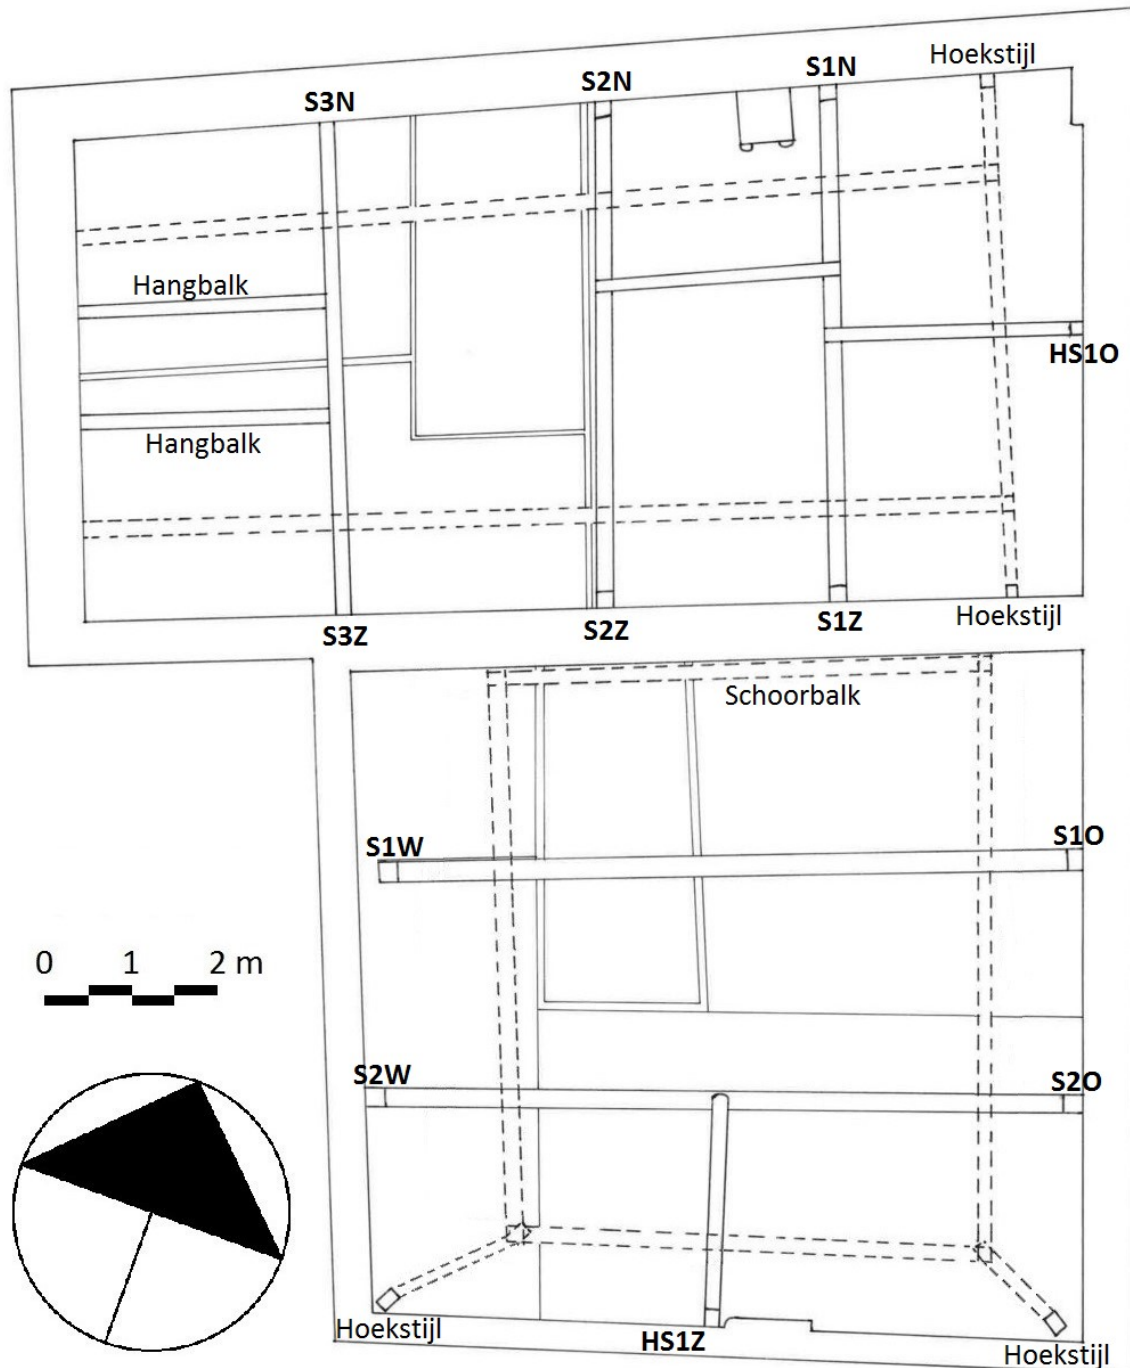 Hoekstijl
S1N
S2N
S3N
Hangbalk
HS1O
Hangbalk
S3Z
S2Z
S1Z
Hoekstijl
Schoorbalk
S1W
S1O
0 1 2 m
S2W
S2O
Hoekstijl
HS1Z
Hoekstijl